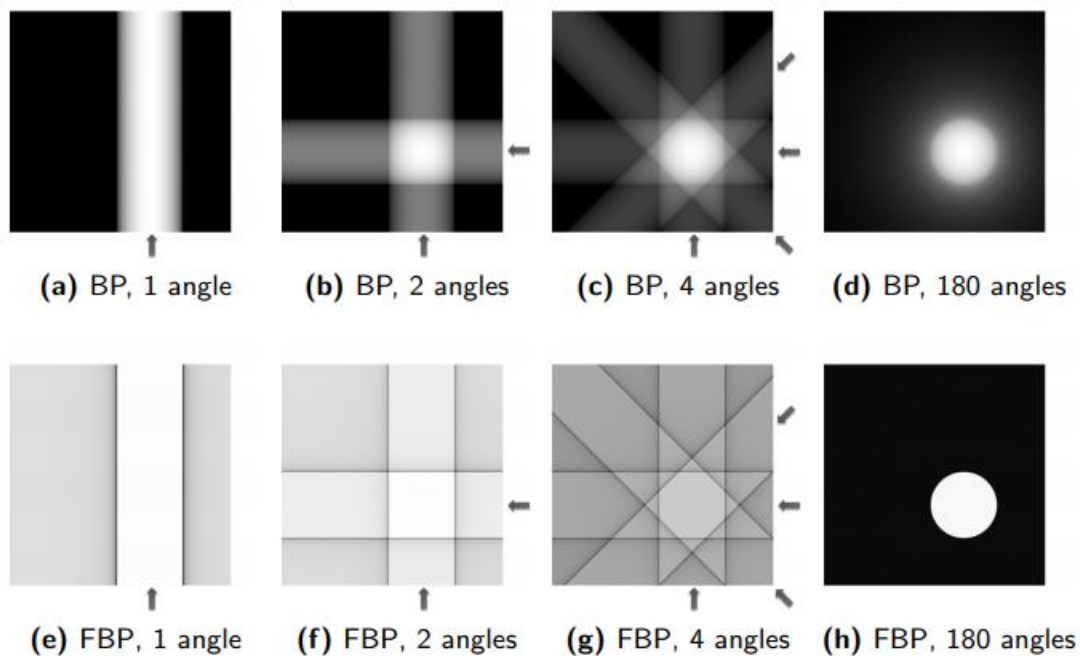 (a) BP, 1 angle
(b) BP, 2 angles
(c) BP, 4 angles
(d) BP, 180 angles
(e) FBP, 1 angle
(f) FBP, 2 angles
(g) FBP, 4 angles
(h) FBP, 180 angles